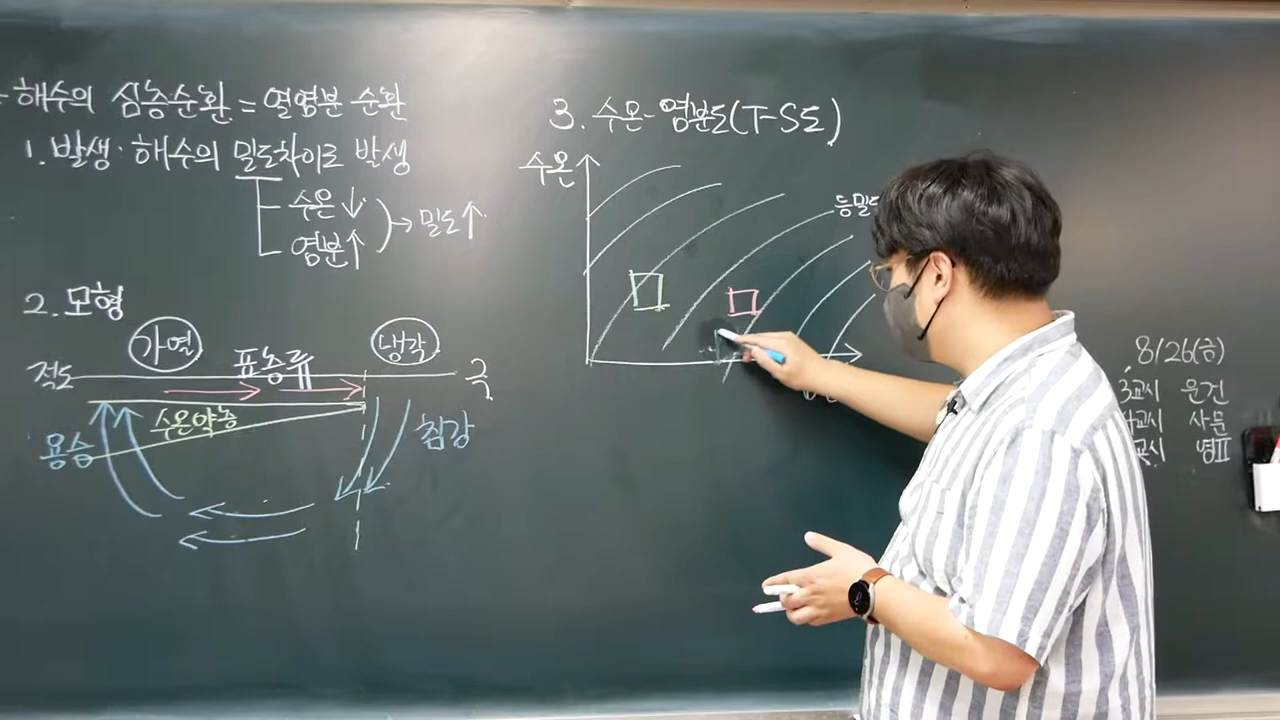 해수의 심층순환 = 열염분 순환
1. 발생: 해수의 밀도차이로 발생
수온↓
염분↑
→ 밀도↑
2. 모형
가열
냉각
적도
표층류
극
수온약층
용승
침강
3. 수온-염분도(T-S도)
수온
등밀
8/26(금)
3교시 운건
교시 사문
교시 명Ⅱ